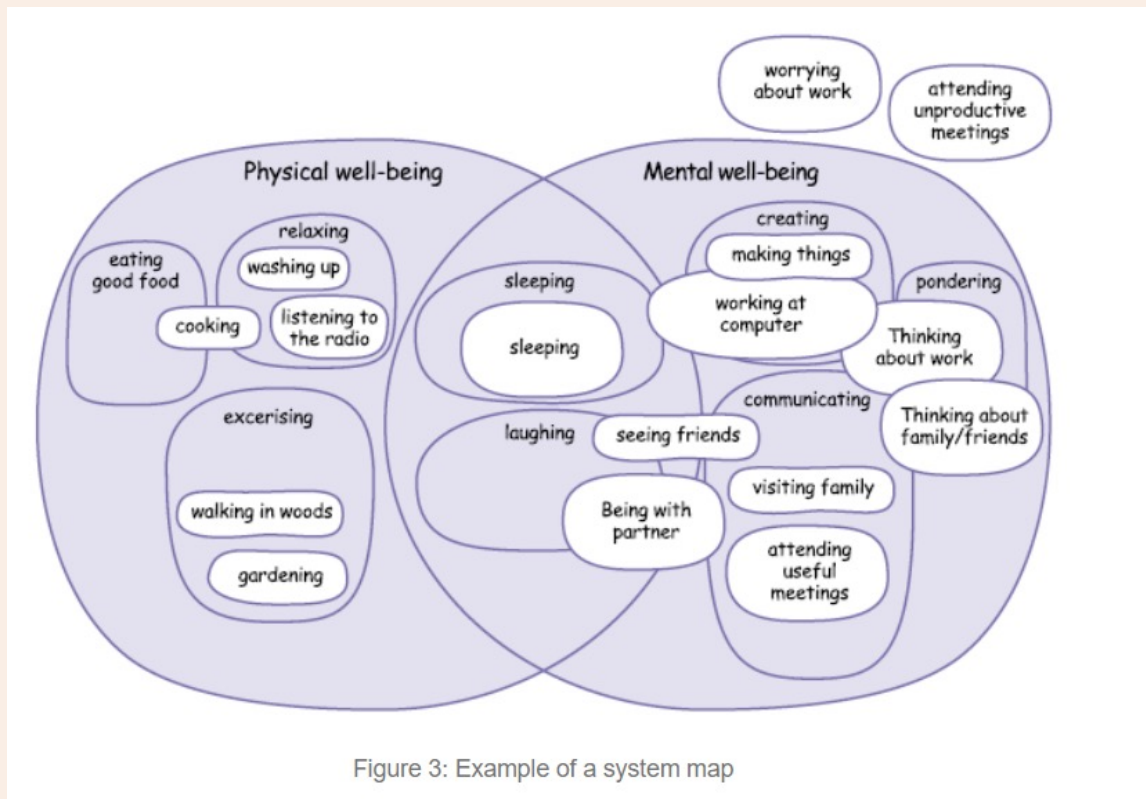 worrying
about work
attending
unproductive
meetings
Physical well-being
Mental well-being
eating
good food
relaxing
washing up
cooking
listening to
the radio
excerising
walking in woods
gardening
sleeping
sleeping
laughing
seeing friends
Being with
partner
creating
making things
working at
computer
pondering
Thinking
about work
communicating
Thinking about
family/friends
visiting family
attending
useful
meetings
Figure 3: Example of a system map